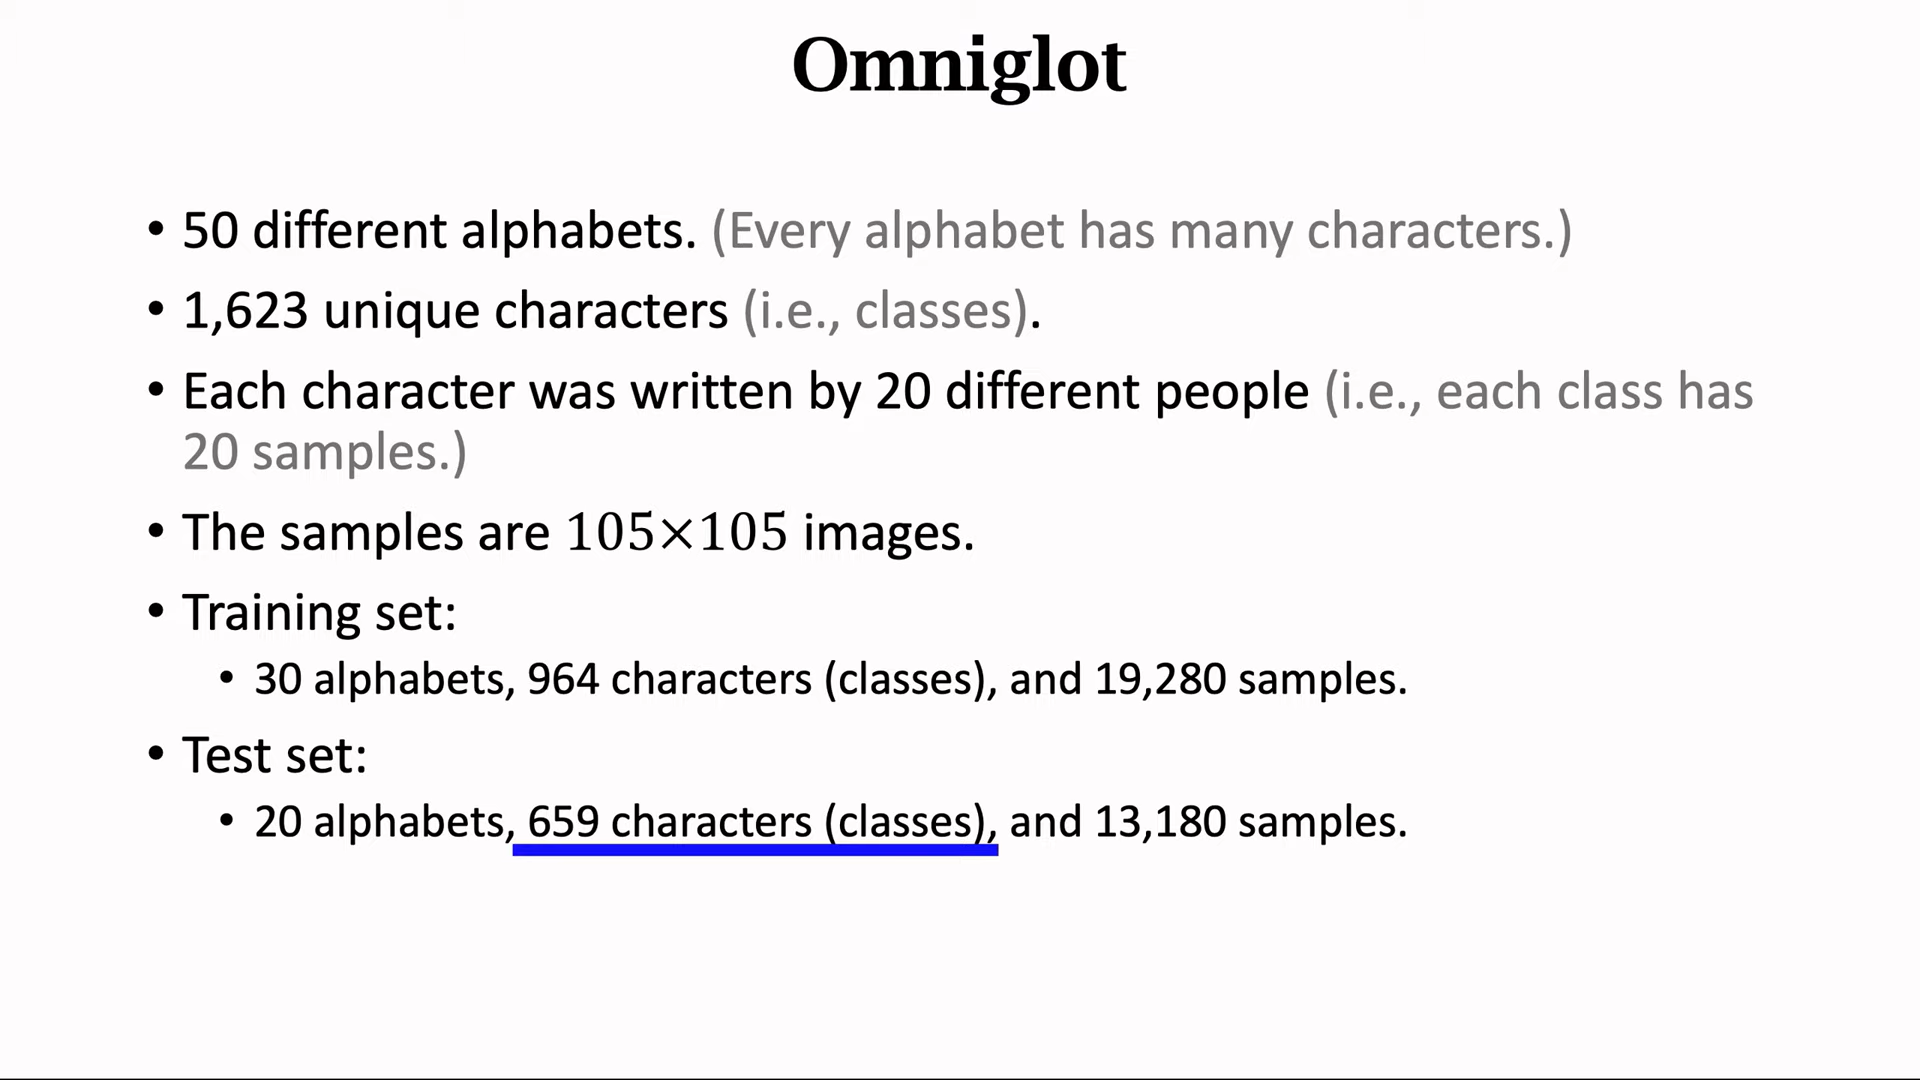 Omniglot
• 50 different alphabets. (Every alphabet has many characters.)
• 1,623 unique characters (i.e., classes).
• Each character was written by 20 different people (i.e., each class has
20 samples.)
• The samples are 105×105 images.
• Training set:
• 30 alphabets, 964 characters (classes), and 19,280 samples.
• Test set:
• 20 alphabets, 659 characters (classes), and 13,180 samples.